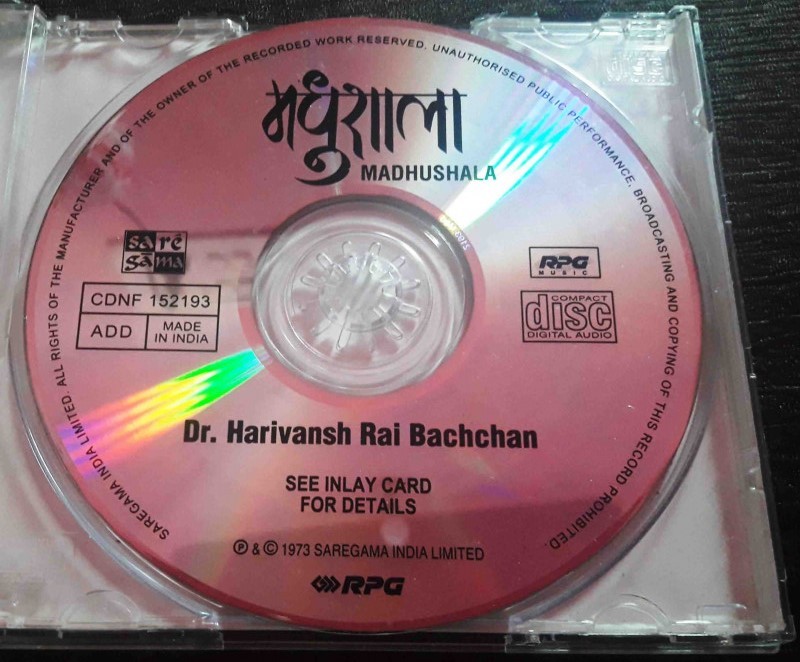 SAREGAMA INDIA LIMITED. ALL RIGHTS OF THE MANUFACTURER AND OF THE OWNER OF THE RECORDED WORK RESERVED. UNAUTHORISED PUBLIC PERFORMANCE, BROADCASTING AND COPYING OF THIS RECORD PROHIBITED.
मधुशाला
MADHUSHALA
sa ré
gă ma
RPG
MUSIC
CDNF 152193
ADD
MADE
IN INDIA
COMPACT
disc
DIGITAL AUDIO
Dr. Harivansh Rai Bachchan
SEE INLAY CARD
FOR DETAILS
Ⓟ & © 1973 SAREGAMA INDIA LIMITED
RPG